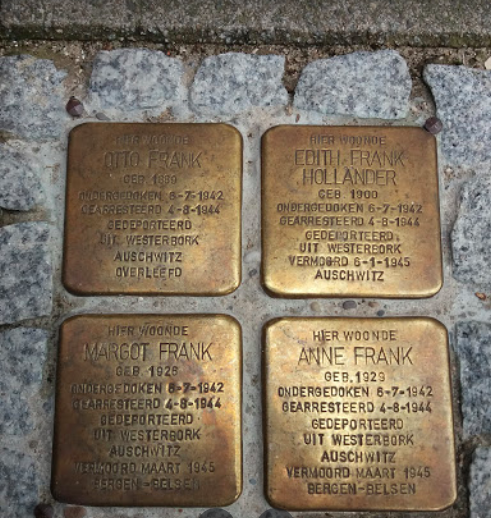 HIER WOONDE
OTTO FRANK
GEB. 1889
ONDERGEDOKEN 6-7-1942
GEARRESTEERD 4-8-1944
GEDEPORTEERD
UIT WESTERBORK
AUSCHWITZ
OVERLEEFD
HIER WOONDE
EDITH FRANK
HOLLÄNDER
GEB. 1900
ONDERGEDOKEN 6-7-1942
GEARRESTEERD 4-8-1944
GEDEPORTEERD
UIT WESTERBORK
VERMOORD 6-1-1945
AUSCHWITZ
HIER WOONDE
MARGOT FRANK
GEB. 1926
ONDERGEDOKEN 6-7-1942
GEARRESTEERD 4-8-1944
GEDEPORTEERD
UIT WESTERBORK
AUSCHWITZ
VERMOORD MAART 1945
BERGEN-BELSEN
HIER WOONDE
ANNE FRANK
GEB. 1929
ONDERGEDOKEN 6-7-1942
GEARRESTEERD 4-8-1944
GEDEPORTEERD
UIT WESTERBORK
AUSCHWITZ
VERMOORD MAART 1945
BERGEN-BELSEN